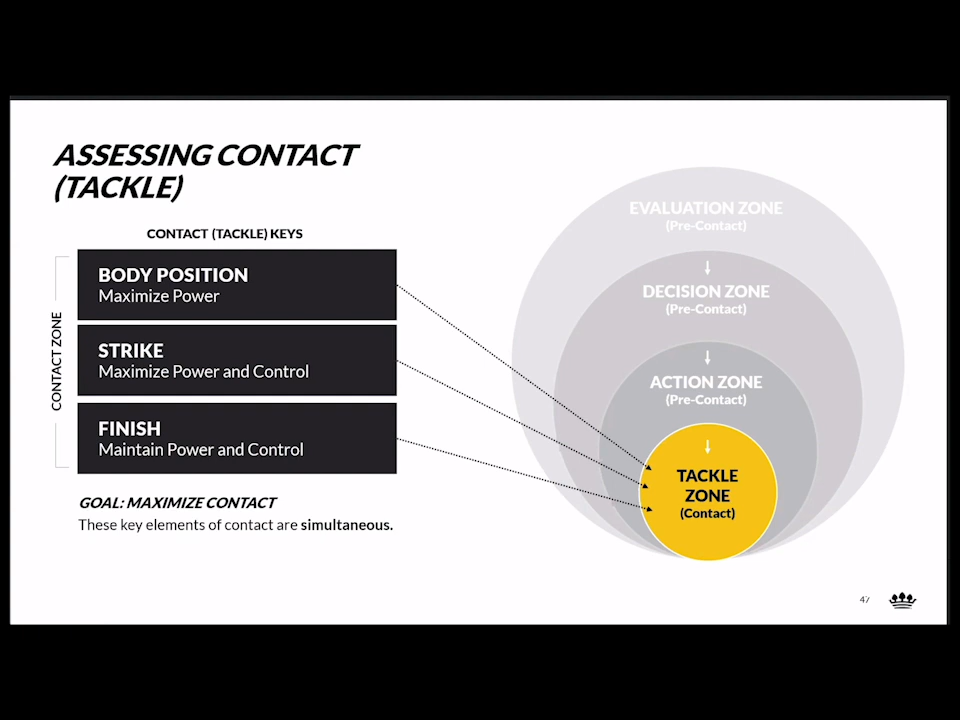 ASSESSING CONTACT
(TACKLE)
CONTACT (TACKLE) KEYS
CONTACT ZONE
BODY POSITION
Maximize Power
STRIKE
Maximize Power and Control
FINISH
Maintain Power and Control
GOAL: MAXIMIZE CONTACT
These key elements of contact are simultaneous.
EVALUATION ZONE
(Pre-Contact)
DECISION ZONE
(Pre-Contact)
ACTION ZONE
(Pre-Contact)
TACKLE
ZONE
(Contact)
47